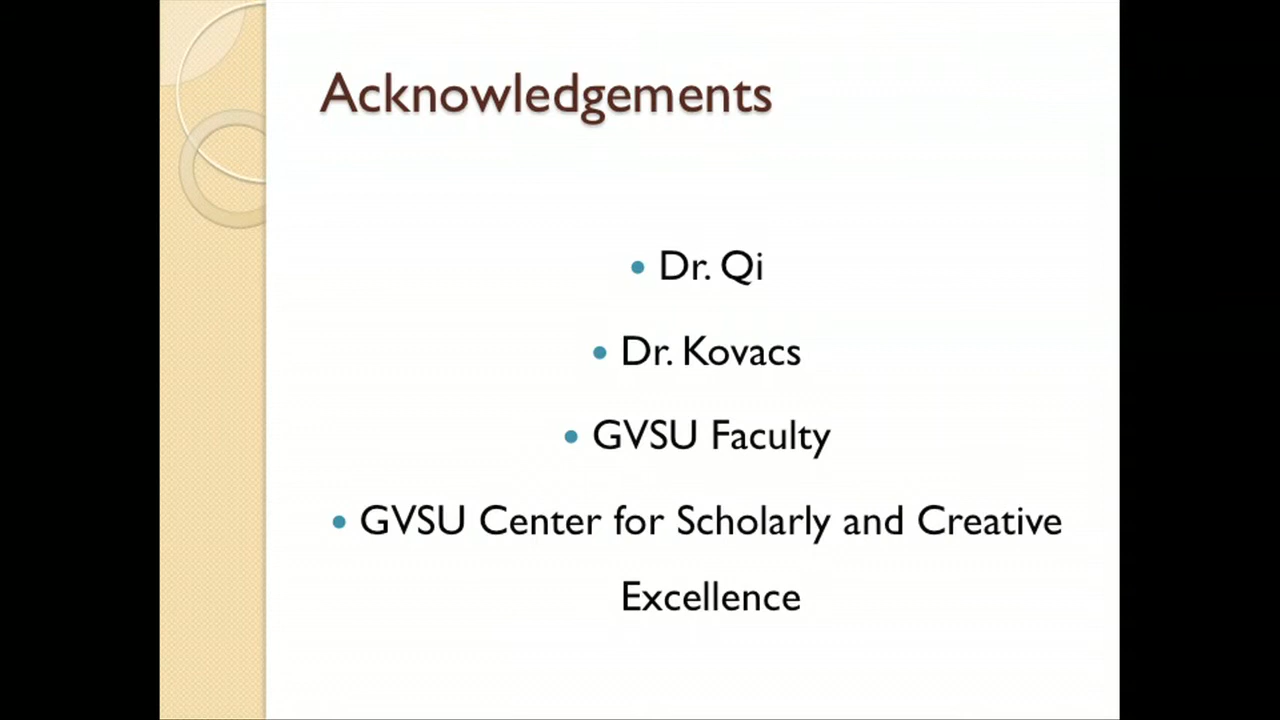 Acknowledgements
• Dr. Qi
• Dr. Kovacs
• GVSU Faculty
• GVSU Center for Scholarly and Creative
Excellence